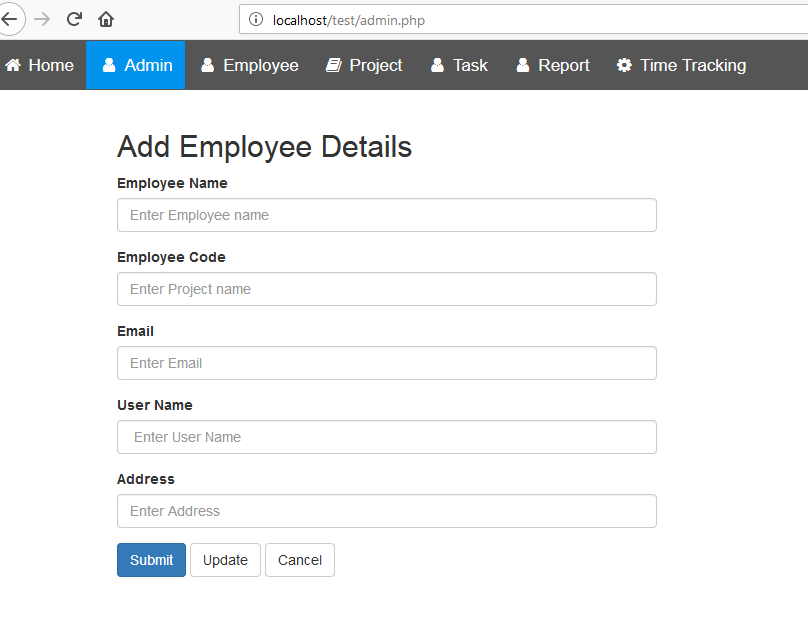 localhost/test/admin.php
Home Admin Employee Project Task Report Time Tracking
Add Employee Details
Employee Name
Enter Employee name
Employee Code
Enter Project name
Email
Enter Email
User Name
Enter User Name
Address
Enter Address
Submit Update Cancel